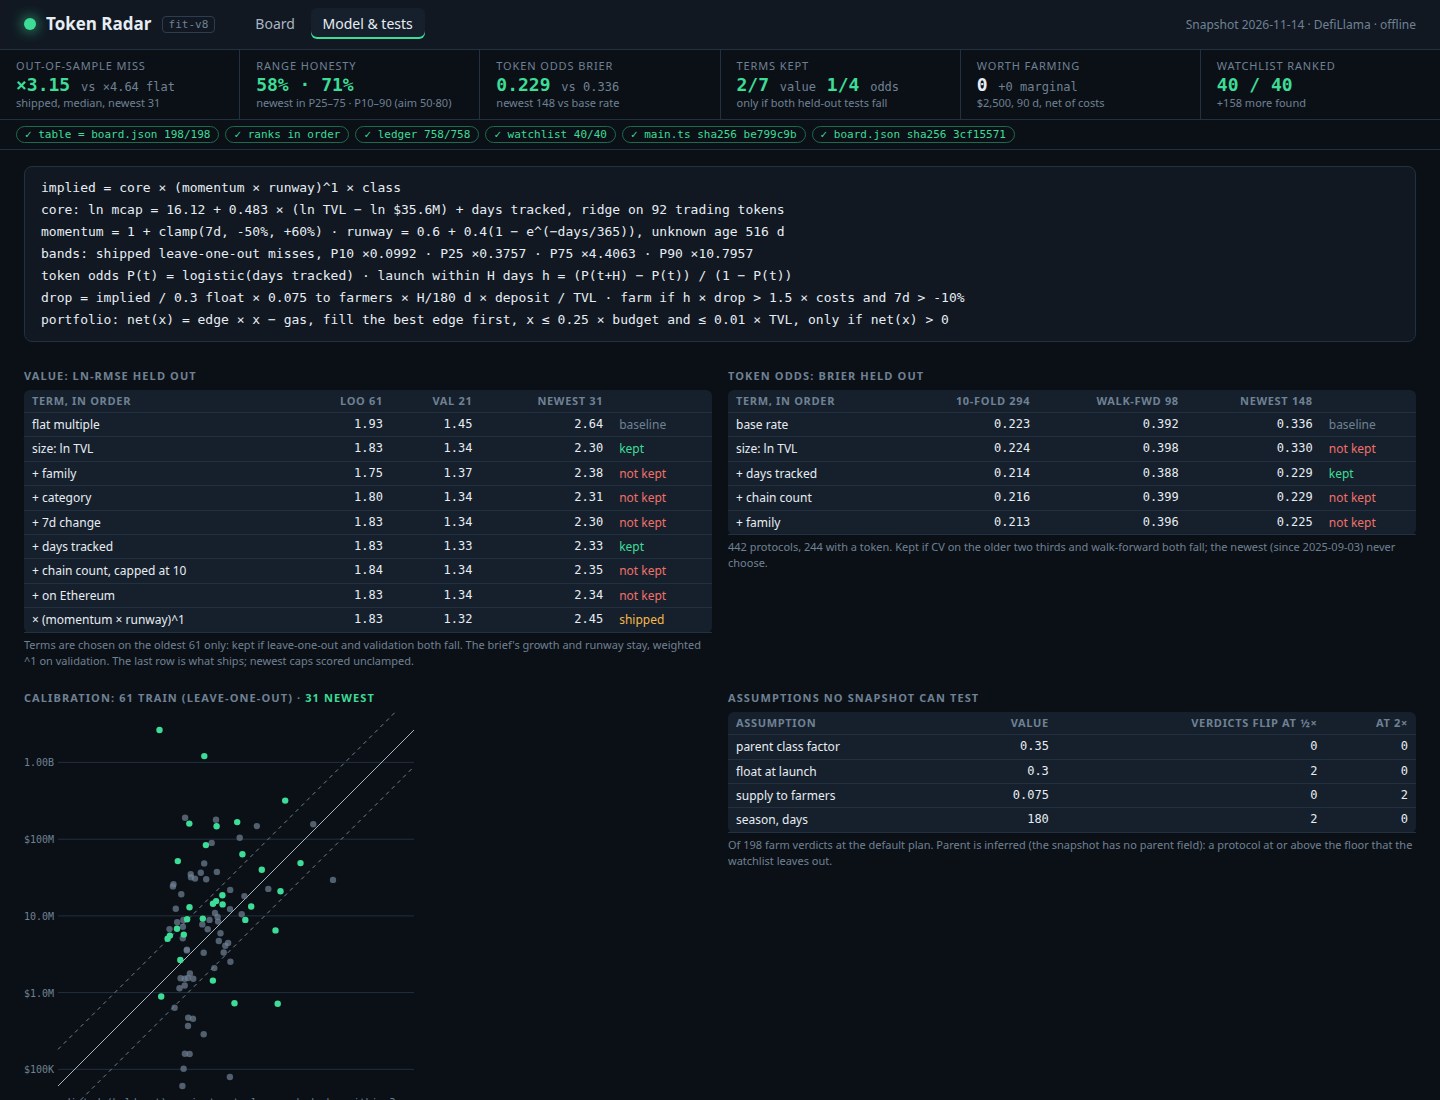 Token Radar fit-v8 Board Model & tests Snapshot 2026-11-14 · DefiLlama · offline
OUT-OF-SAMPLE MISS
×3.15 vs ×4.64 flat
shipped, median, newest 31
RANGE HONESTY
58% · 71%
newest in P25–75 · P10–90 (aim 50·80)
TOKEN ODDS BRIER
0.229 vs 0.336
newest 148 vs base rate
TERMS KEPT
2/7 value 1/4 odds
only if both held-out tests fall
WORTH FARMING
0 +0 marginal
$2,500, 90 d, net of costs
WATCHLIST RANKED
40 / 40
+158 more found
✓ table = board.json 198/198 ✓ ranks in order ✓ ledger 758/758 ✓ watchlist 40/40 ✓ main.ts sha256 be799c9b ✓ board.json sha256 3cf15571
implied = core × (momentum × runway)^1 × class
core: ln mcap = 16.12 + 0.483 × (ln TVL − ln $35.6M) + days tracked, ridge on 92 trading tokens
momentum = 1 + clamp(7d, -50%, +60%) · runway = 0.6 + 0.4(1 − e^(−days/365)), unknown age 516 d
bands: shipped leave-one-out misses, P10 ×0.0992 · P25 ×0.3757 · P75 ×4.4063 · P90 ×10.7957
token odds P(t) = logistic(days tracked) · launch within H days h = (P(t+H) − P(t)) / (1 − P(t))
drop = implied / 0.3 float × 0.075 to farmers × H/180 d × deposit / TVL · farm if h × drop > 1.5 × costs and 7d > -10%
portfolio: net(x) = edge × x − gas, fill the best edge first, x ≤ 0.25 × budget and ≤ 0.01 × TVL, only if net(x) > 0
VALUE: LN-RMSE HELD OUT
TERM, IN ORDER LOO 61 VAL 21 NEWEST 31
flat multiple 1.93 1.45 2.64 baseline
size: ln TVL 1.83 1.34 2.30 kept
+ family 1.75 1.37 2.38 not kept
+ category 1.80 1.34 2.31 not kept
+ 7d change 1.83 1.34 2.30 not kept
+ days tracked 1.83 1.33 2.33 kept
+ chain count, capped at 10 1.84 1.34 2.35 not kept
+ on Ethereum 1.83 1.34 2.34 not kept
× (momentum × runway)^1 1.83 1.32 2.45 shipped
Terms are chosen on the oldest 61 only: kept if leave-one-out and validation both fall. The brief's growth and runway stay, weighted
^1 on validation. The last row is what ships; newest caps scored unclamped.
TOKEN ODDS: BRIER HELD OUT
TERM, IN ORDER 10-FOLD 294 WALK-FWD 98 NEWEST 148
base rate 0.223 0.392 0.336 baseline
size: ln TVL 0.224 0.398 0.330 not kept
+ days tracked 0.214 0.388 0.229 kept
+ chain count 0.216 0.399 0.229 not kept
+ family 0.213 0.396 0.225 not kept
442 protocols, 244 with a token. Kept if CV on the older two thirds and walk-forward both fall; the newest (since 2025-09-03) never
choose.
CALIBRATION: 61 TRAIN (LEAVE-ONE-OUT) · 31 NEWEST
1.00B
$100M
10.0M
$1.0M
$100K
ASSUMPTIONS NO SNAPSHOT CAN TEST
ASSUMPTION VALUE VERDICTS FLIP AT ½× AT 2×
parent class factor 0.35 0 0
float at launch 0.3 2 0
supply to farmers 0.075 0 2
season, days 180 2 0
Of 198 farm verdicts at the default plan. Parent is inferred (the snapshot has no parent field): a protocol at or above the floor that the
watchlist leaves out.